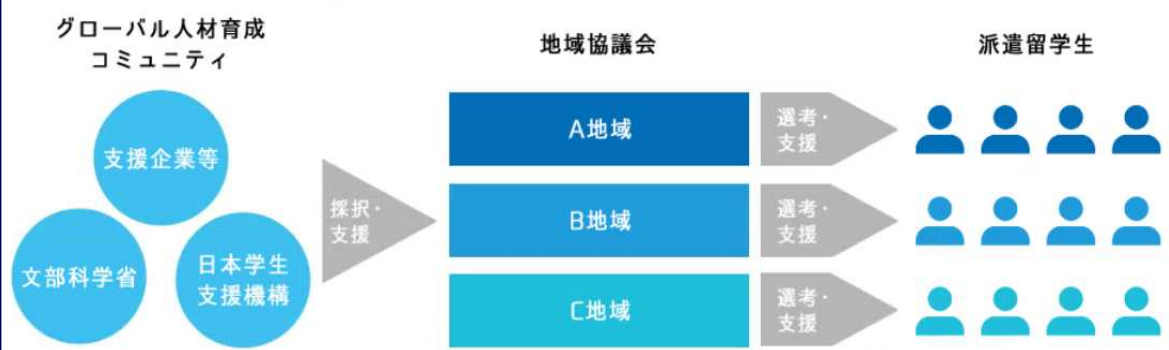 グローバル人材育成
コミュニティ
地域協議会
派遣留学生
支援企業等
文部科学省
日本学生
支援機構
採択・
支援
A地域
選考・
支援
B地域
選考・
支援
C地域
選考・
支援